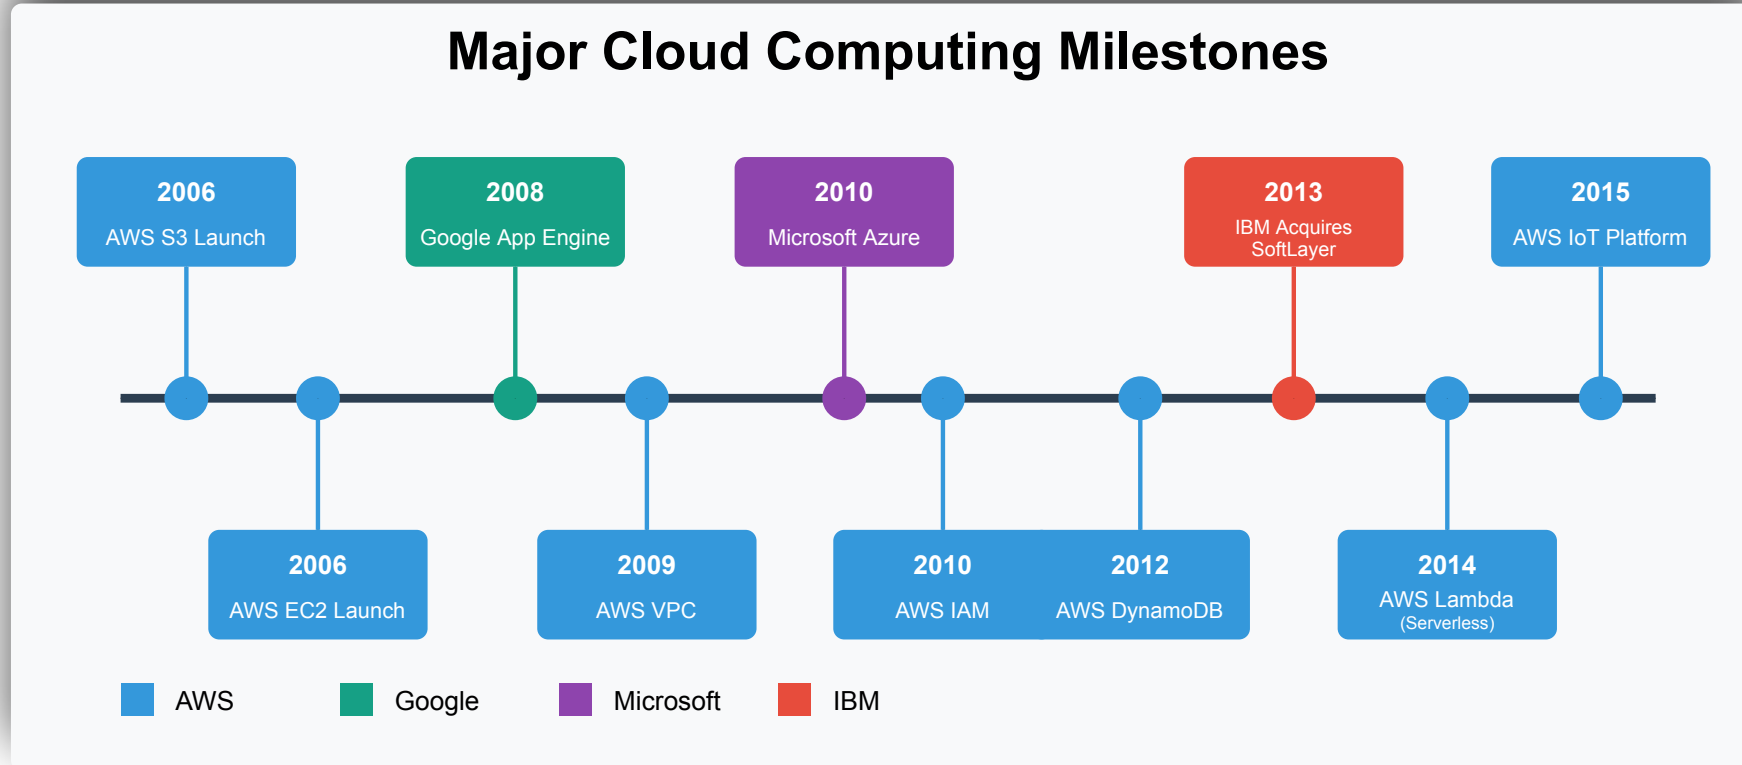 Major Cloud Computing Milestones
2006
AWS S3 Launch
2008
Google App Engine
2010
Microsoft Azure
2013
IBM Acquires
SoftLayer
2015
AWS IoT Platform
2006
AWS EC2 Launch
2009
AWS VPC
2010
AWS IAM
2012
AWS DynamoDB
2014
AWS Lambda
(Serverless)
AWS
Google
Microsoft
IBM